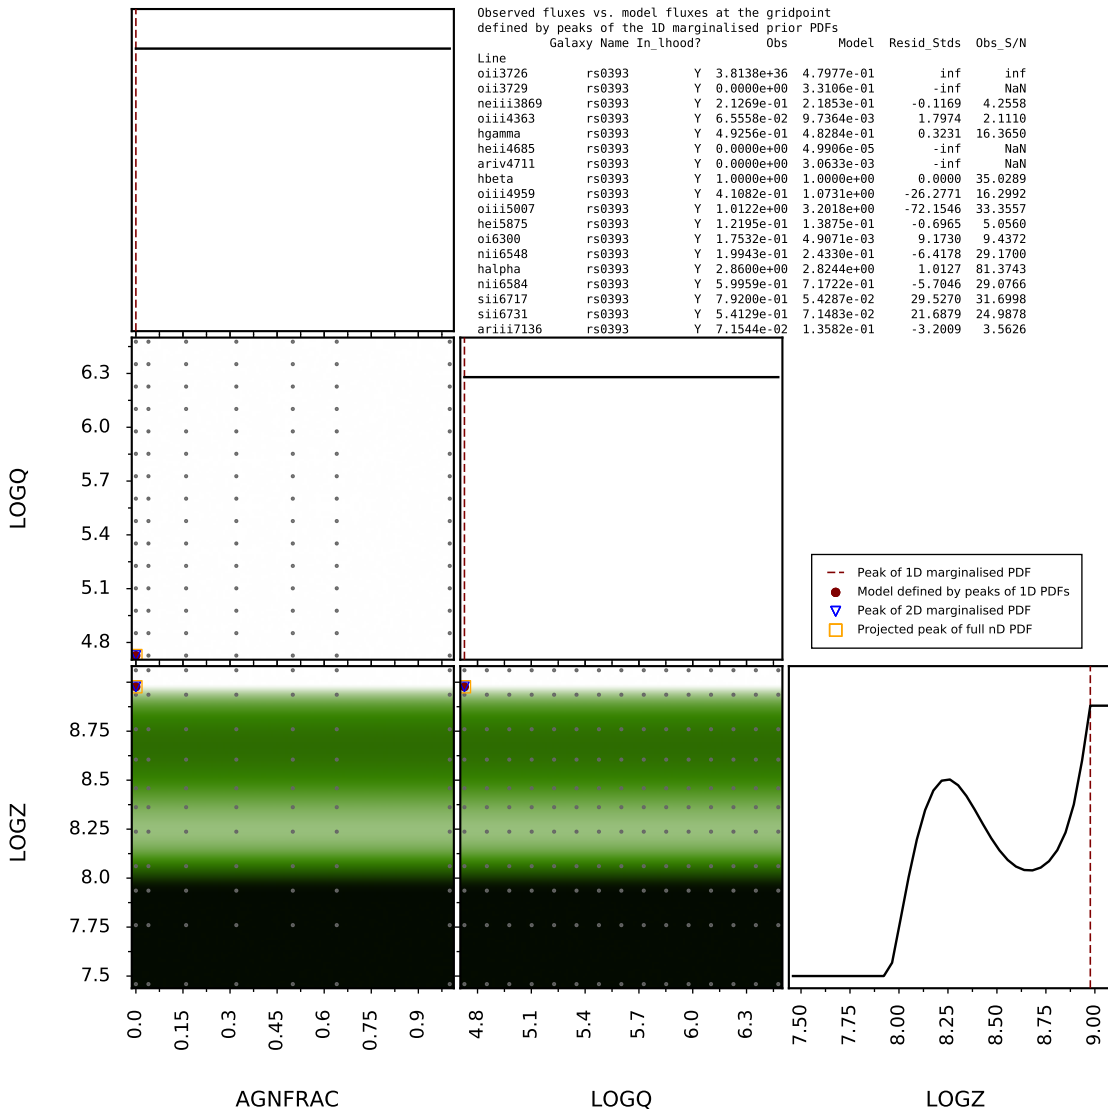 Observed fluxes vs. model fluxes at the gridpoint
defined by peaks of the 1D marginalised prior PDFs
Galaxy Name In_lhood? Obs Model Resid_Stds Obs_S/N
Line
oii3726 rs0393 Y 3.8138e+36 4.7977e-01 inf inf
oii3729 rs0393 Y 0.0000e+00 3.3106e-01 -inf NaN
neiii3869 rs0393 Y 2.1269e-01 2.1853e-01 -0.1169 4.2558
oiii4363 rs0393 Y 6.5558e-02 9.7364e-03 1.7974 2.1110
hgamma rs0393 Y 4.9256e-01 4.8284e-01 0.3231 16.3650
heii4685 rs0393 Y 0.0000e+00 4.9906e-05 -inf NaN
ariv4711 rs0393 Y 0.0000e+00 3.0633e-03 -inf NaN
hbeta rs0393 Y 1.0000e+00 1.0000e+00 0.0000 35.0289
oiii4959 rs0393 Y 4.1082e-01 1.0731e+00 -26.2771 16.2992
oiii5007 rs0393 Y 1.0122e+00 3.2018e+00 -72.1546 33.3557
hei5875 rs0393 Y 1.2195e-01 1.3875e-01 -0.6965 5.0560
oi6300 rs0393 Y 1.7532e-01 4.9071e-03 9.1730 9.4372
nii6548 rs0393 Y 1.9943e-01 2.4330e-01 -6.4178 29.1700
halpha rs0393 Y 2.8600e+00 2.8244e+00 1.0127 81.3743
nii6584 rs0393 Y 5.9959e-01 7.1722e-01 -5.7046 29.0766
sii6717 rs0393 Y 7.9200e-01 5.4287e-02 29.5270 31.6998
sii6731 rs0393 Y 5.4129e-01 7.1483e-02 21.6879 24.9878
ariii7136 rs0393 Y 7.1544e-02 1.3582e-01 -3.2009 3.5626
6.3
6.0
5.7
5.4
5.1
4.8
LOGQ
Peak of 1D marginalised PDF
Model defined by peaks of 1D PDFs
Peak of 2D marginalised PDF
Projected peak of full nD PDF
8.75
8.5
8.25
8.0
7.75
7.5
LOGZ
0.0 0.15 0.3 0.45 0.6 0.75 0.9
4.8 5.1 5.4 5.7 6.0 6.3
7.50 7.75 8.00 8.25 8.50 8.75 9.00
AGNFRAC LOGQ LOGZ